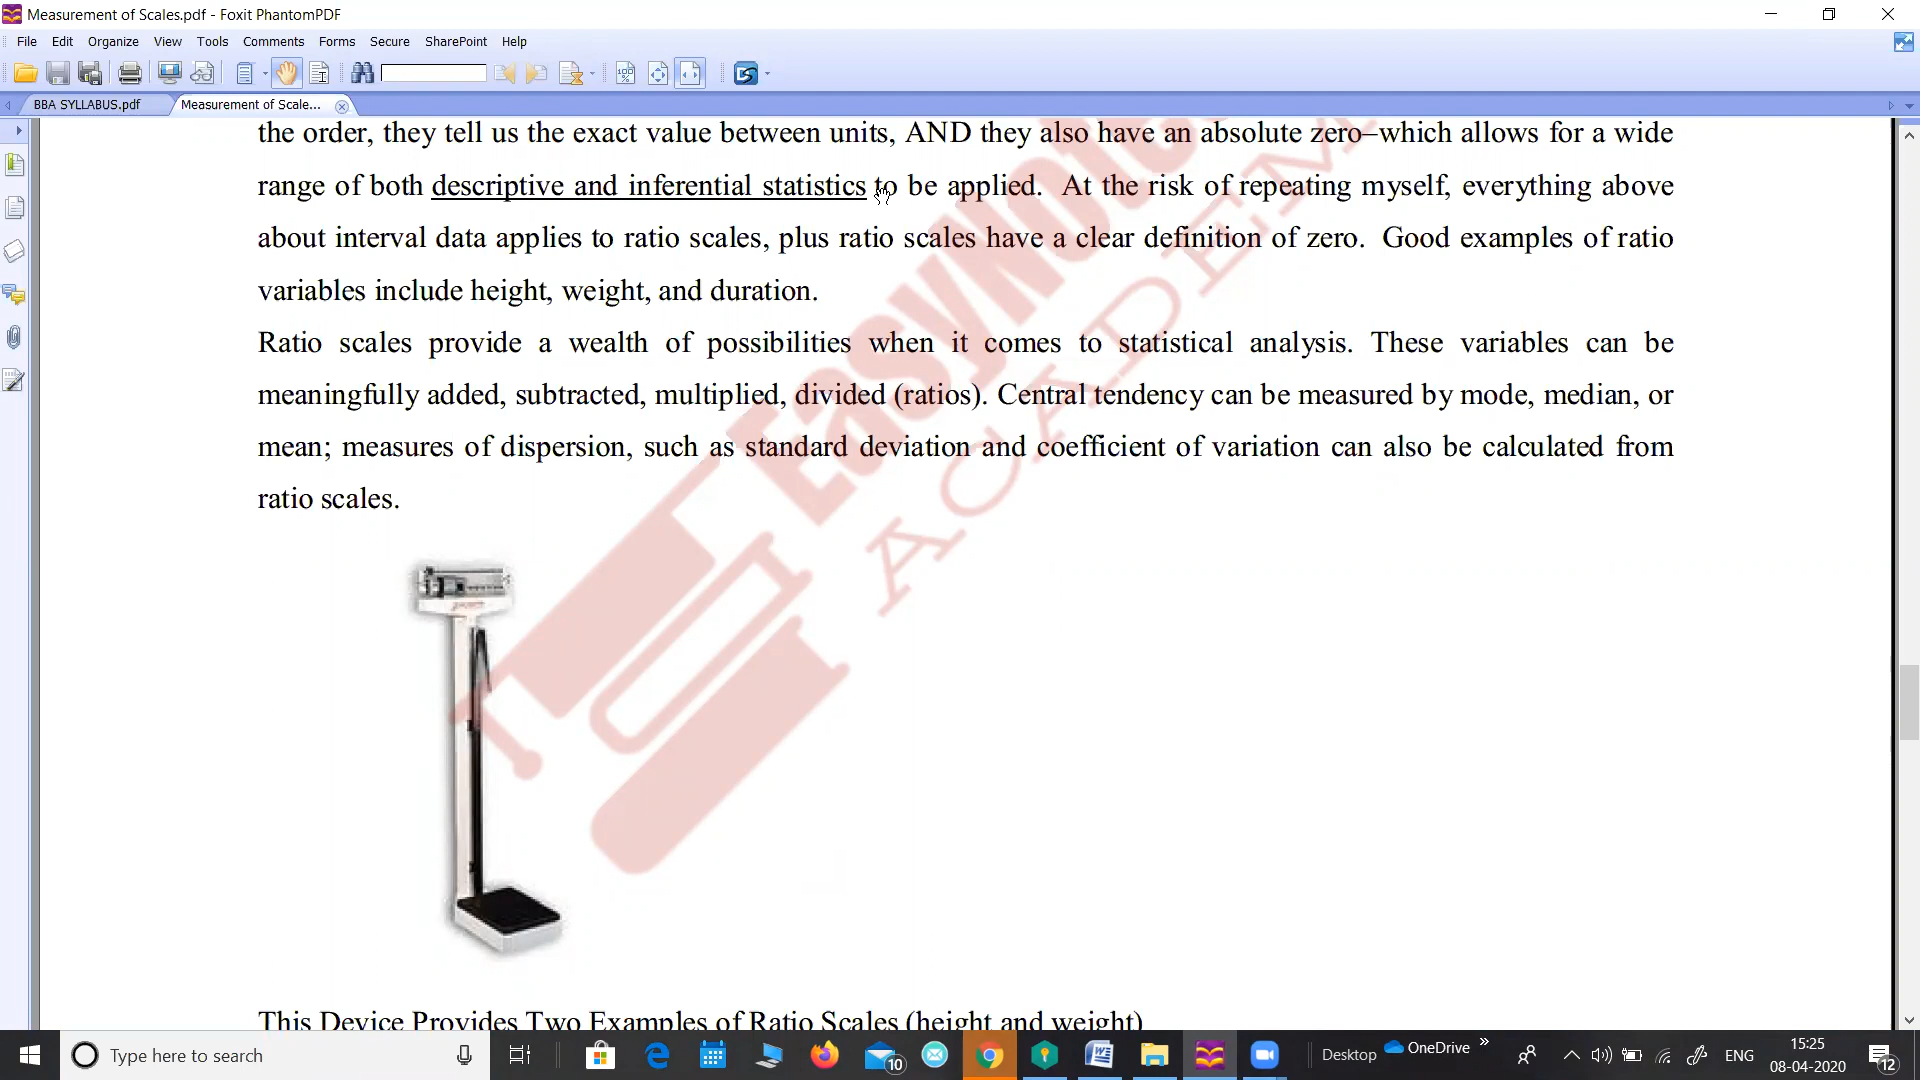 Measurement of Scales.pdf - Foxit PhantomPDF
File Edit Organize View Tools Comments Forms Secure SharePoint Help
BBA SYLLABUS.pdf Measurement of Scale...
the order, they tell us the exact value between units, AND they also have an absolute zero–which allows for a wide
range of both descriptive and inferential statistics to be applied. At the risk of repeating myself, everything above
about interval data applies to ratio scales, plus ratio scales have a clear definition of zero. Good examples of ratio
variables include height, weight, and duration.
Ratio scales provide a wealth of possibilities when it comes to statistical analysis. These variables can be
meaningfully added, subtracted, multiplied, divided (ratios). Central tendency can be measured by mode, median, or
mean; measures of dispersion, such as standard deviation and coefficient of variation can also be calculated from
ratio scales.
EasyNote
ACADEM
This Device Provides Two Examples of Ratio Scales (height and weight)
Type here to search
10
Desktop OneDrive »
ENG
15:25
08-04-2020
12